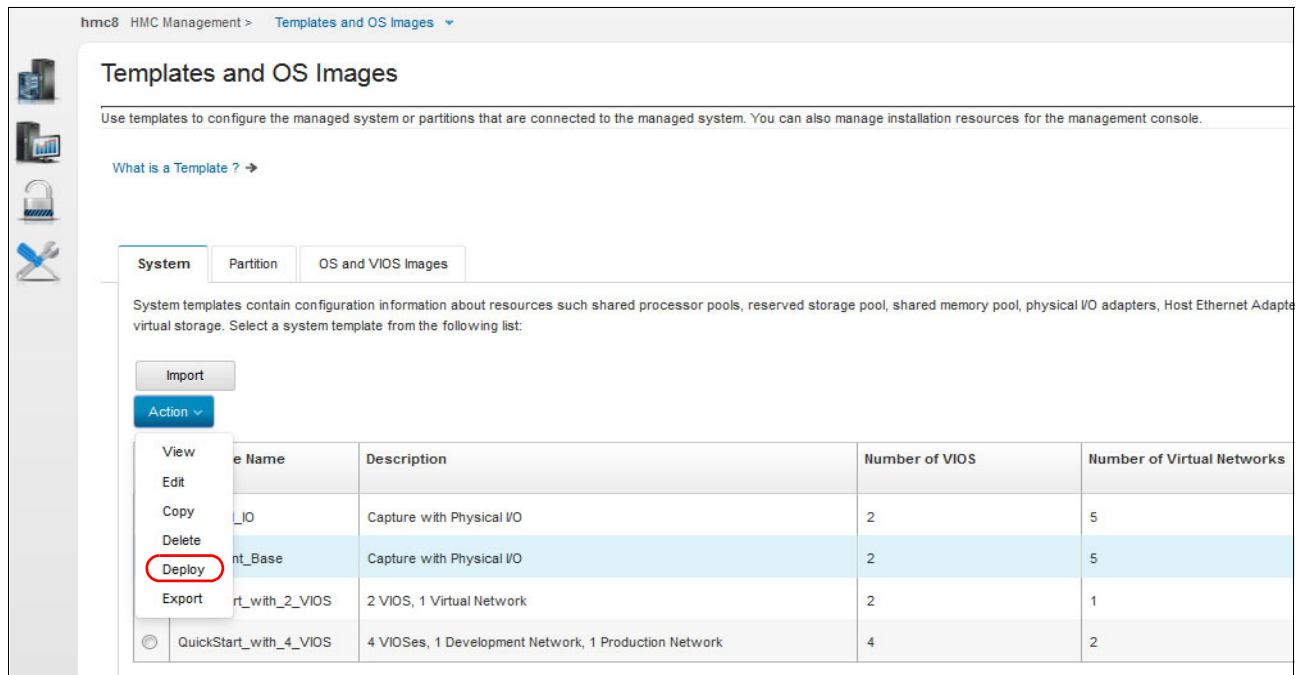 hmc8 HMC Management > Templates and OS Images
Templates and OS Images
Use templates to configure the managed system or partitions that are connected to the managed system. You can also manage installation resources for the management console.
What is a Template ? →
System Partition OS and VIOS Images
System templates contain configuration information about resources such shared processor pools, reserved storage pool, shared memory pool, physical I/O adapters, Host Ethernet Adapte
virtual storage. Select a system template from the following list:
Import
Action
View
Edit
Copy
Delete
Deploy
Export
e Name Description Number of VIOS Number of Virtual Networks
_IO Capture with Physical I/O 2 5
nt_Base Capture with Physical I/O 2 5
rt_with_2_VIOS 2 VIOS, 1 Virtual Network 2 1
QuickStart_with_4_VIOS 4 VIOSes, 1 Development Network, 1 Production Network 4 2